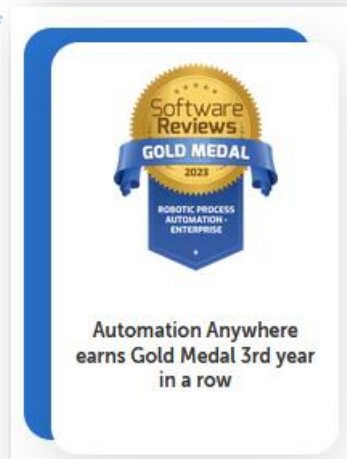 Software
Reviews
GOLD MEDAL
2023
ROBOTIC PROCESS
AUTOMATION -
ENTERPRISE
Automation Anywhere
earns Gold Medal 3rd year
in a row